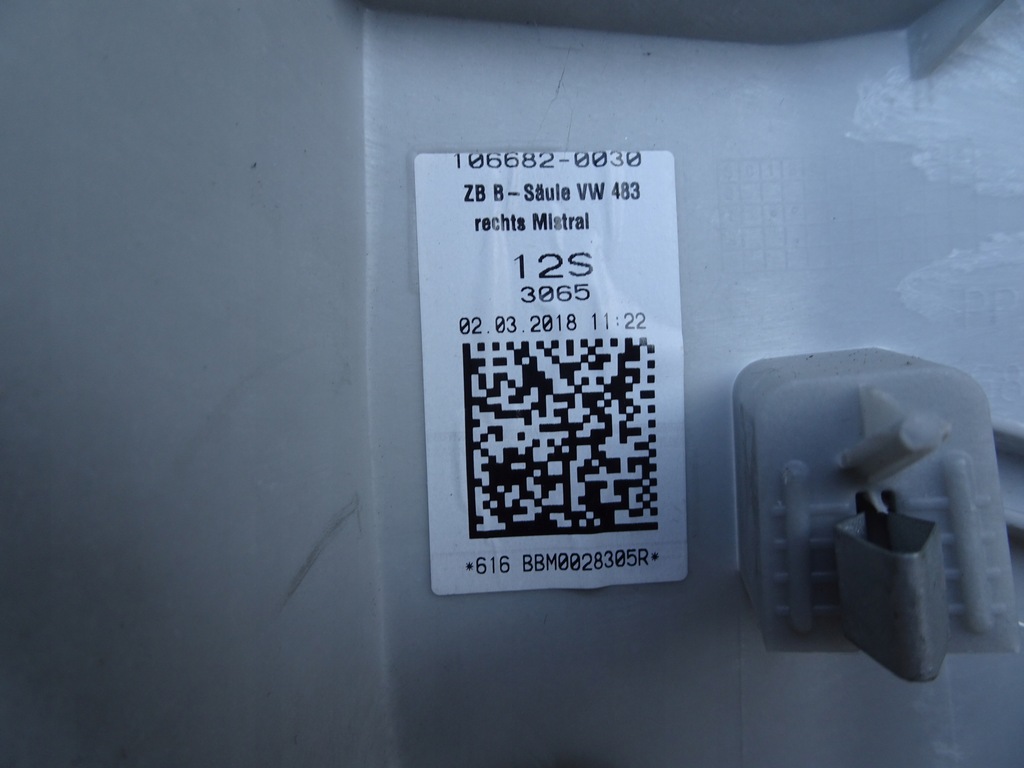 106682-0030
ZB B-Säule VW 483
rechts Mistral
12S
3065
02.03.2018 11:22
*616 BBM0028305R*